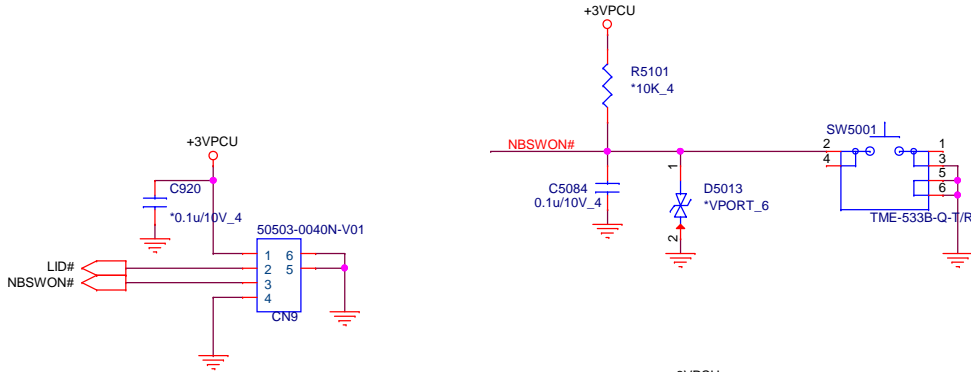 +3VPCU
R5101
*10K_4
NBSWON#
SW5001
2
4
1
3
5
6
TME-533B-Q-T/R
C5084
0.1u/10V_4
1
D5013
*VPORT_6
2
+3VPCU
C920
*0.1u/10V_4
50503-0040N-V01
1 6
2 5
3
4
CN9
LID#
NBSWON#